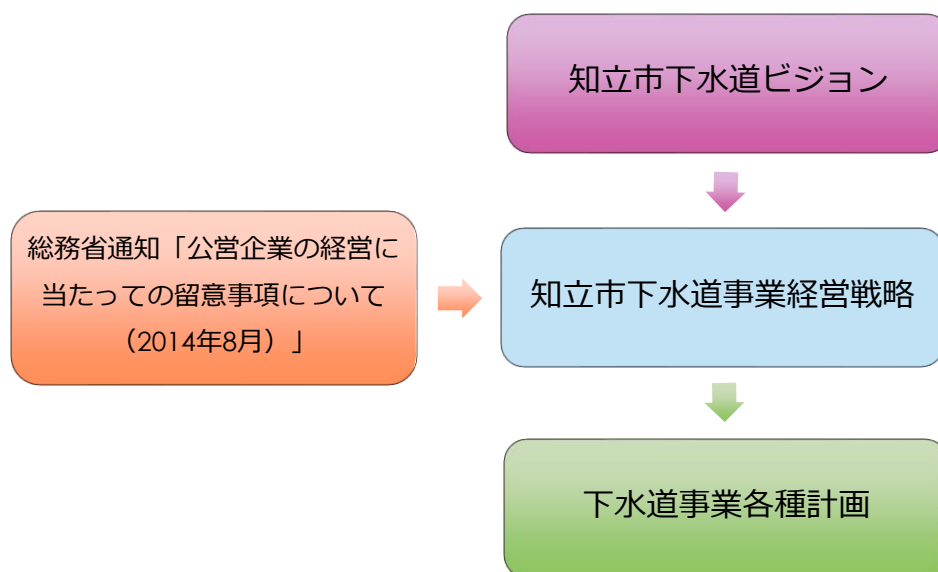 知立市下水道ビジョン
総務省通知「公営企業の経営に
当たっての留意事項について
（2014年8月）」
知立市下水道事業経営戦略
下水道事業各種計画